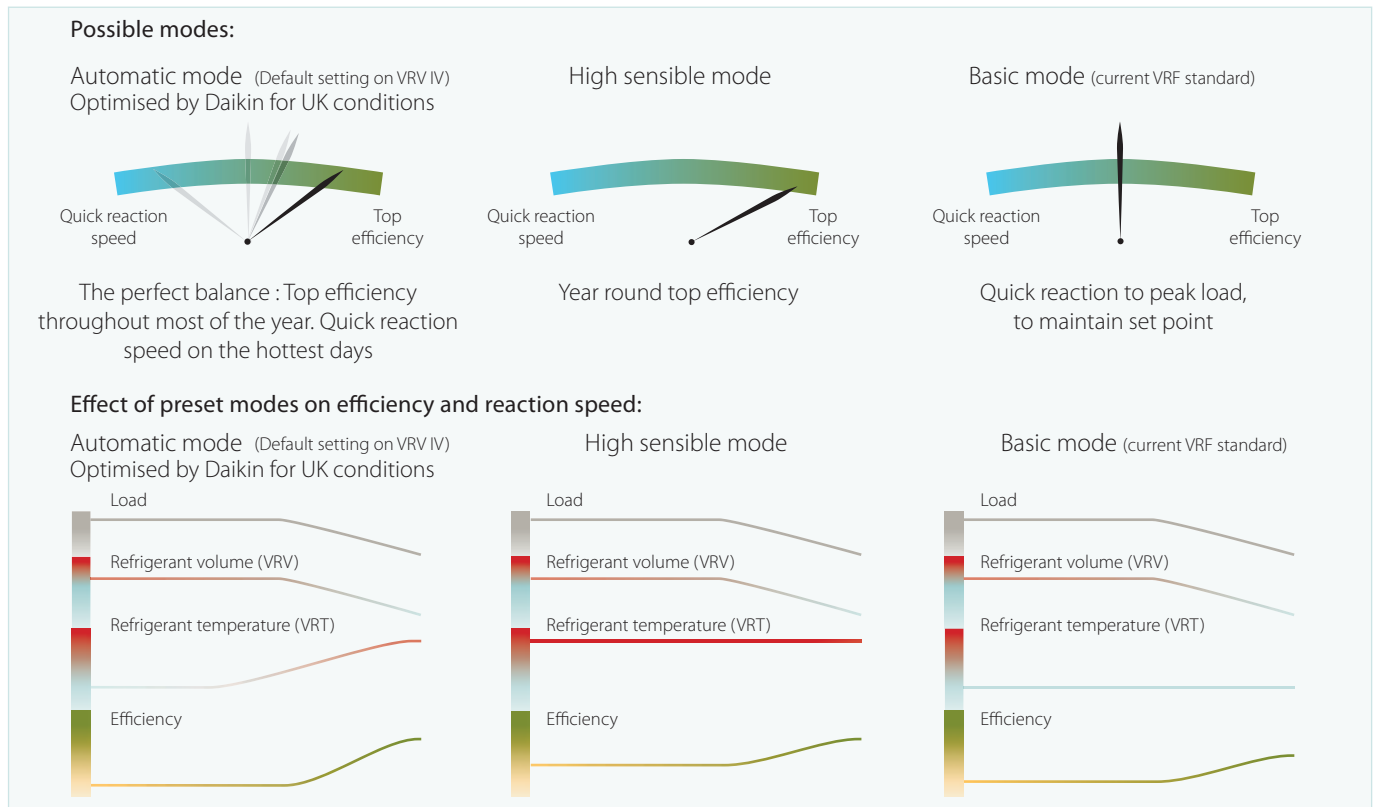 Possible modes:
Automatic mode (Default setting on VRV IV)
Optimised by Daikin for UK conditions
Quick reaction
speed
Top
efficiency
The perfect balance : Top efficiency
throughout most of the year. Quick reaction
speed on the hottest days
High sensible mode
Quick reaction
speed
Top
efficiency
Year round top efficiency
Basic mode (current VRF standard)
Quick reaction
speed
Top
efficiency
Quick reaction to peak load,
to maintain set point
Effect of preset modes on efficiency and reaction speed:
Automatic mode (Default setting on VRV IV)
Optimised by Daikin for UK conditions
Load
Refrigerant volume (VRV)
Refrigerant temperature (VRT)
Efficiency
High sensible mode
Load
Refrigerant volume (VRV)
Refrigerant temperature (VRT)
Efficiency
Basic mode (current VRF standard)
Load
Refrigerant volume (VRV)
Refrigerant temperature (VRT)
Efficiency